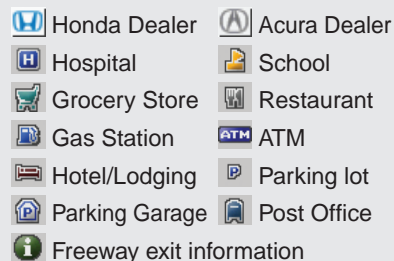 Honda Dealer Acura Dealer
H Hospital School
Grocery Store Restaurant
Gas Station ATM ATM
Hotel/Lodging P Parking lot
P Parking Garage Post Office
i Freeway exit information